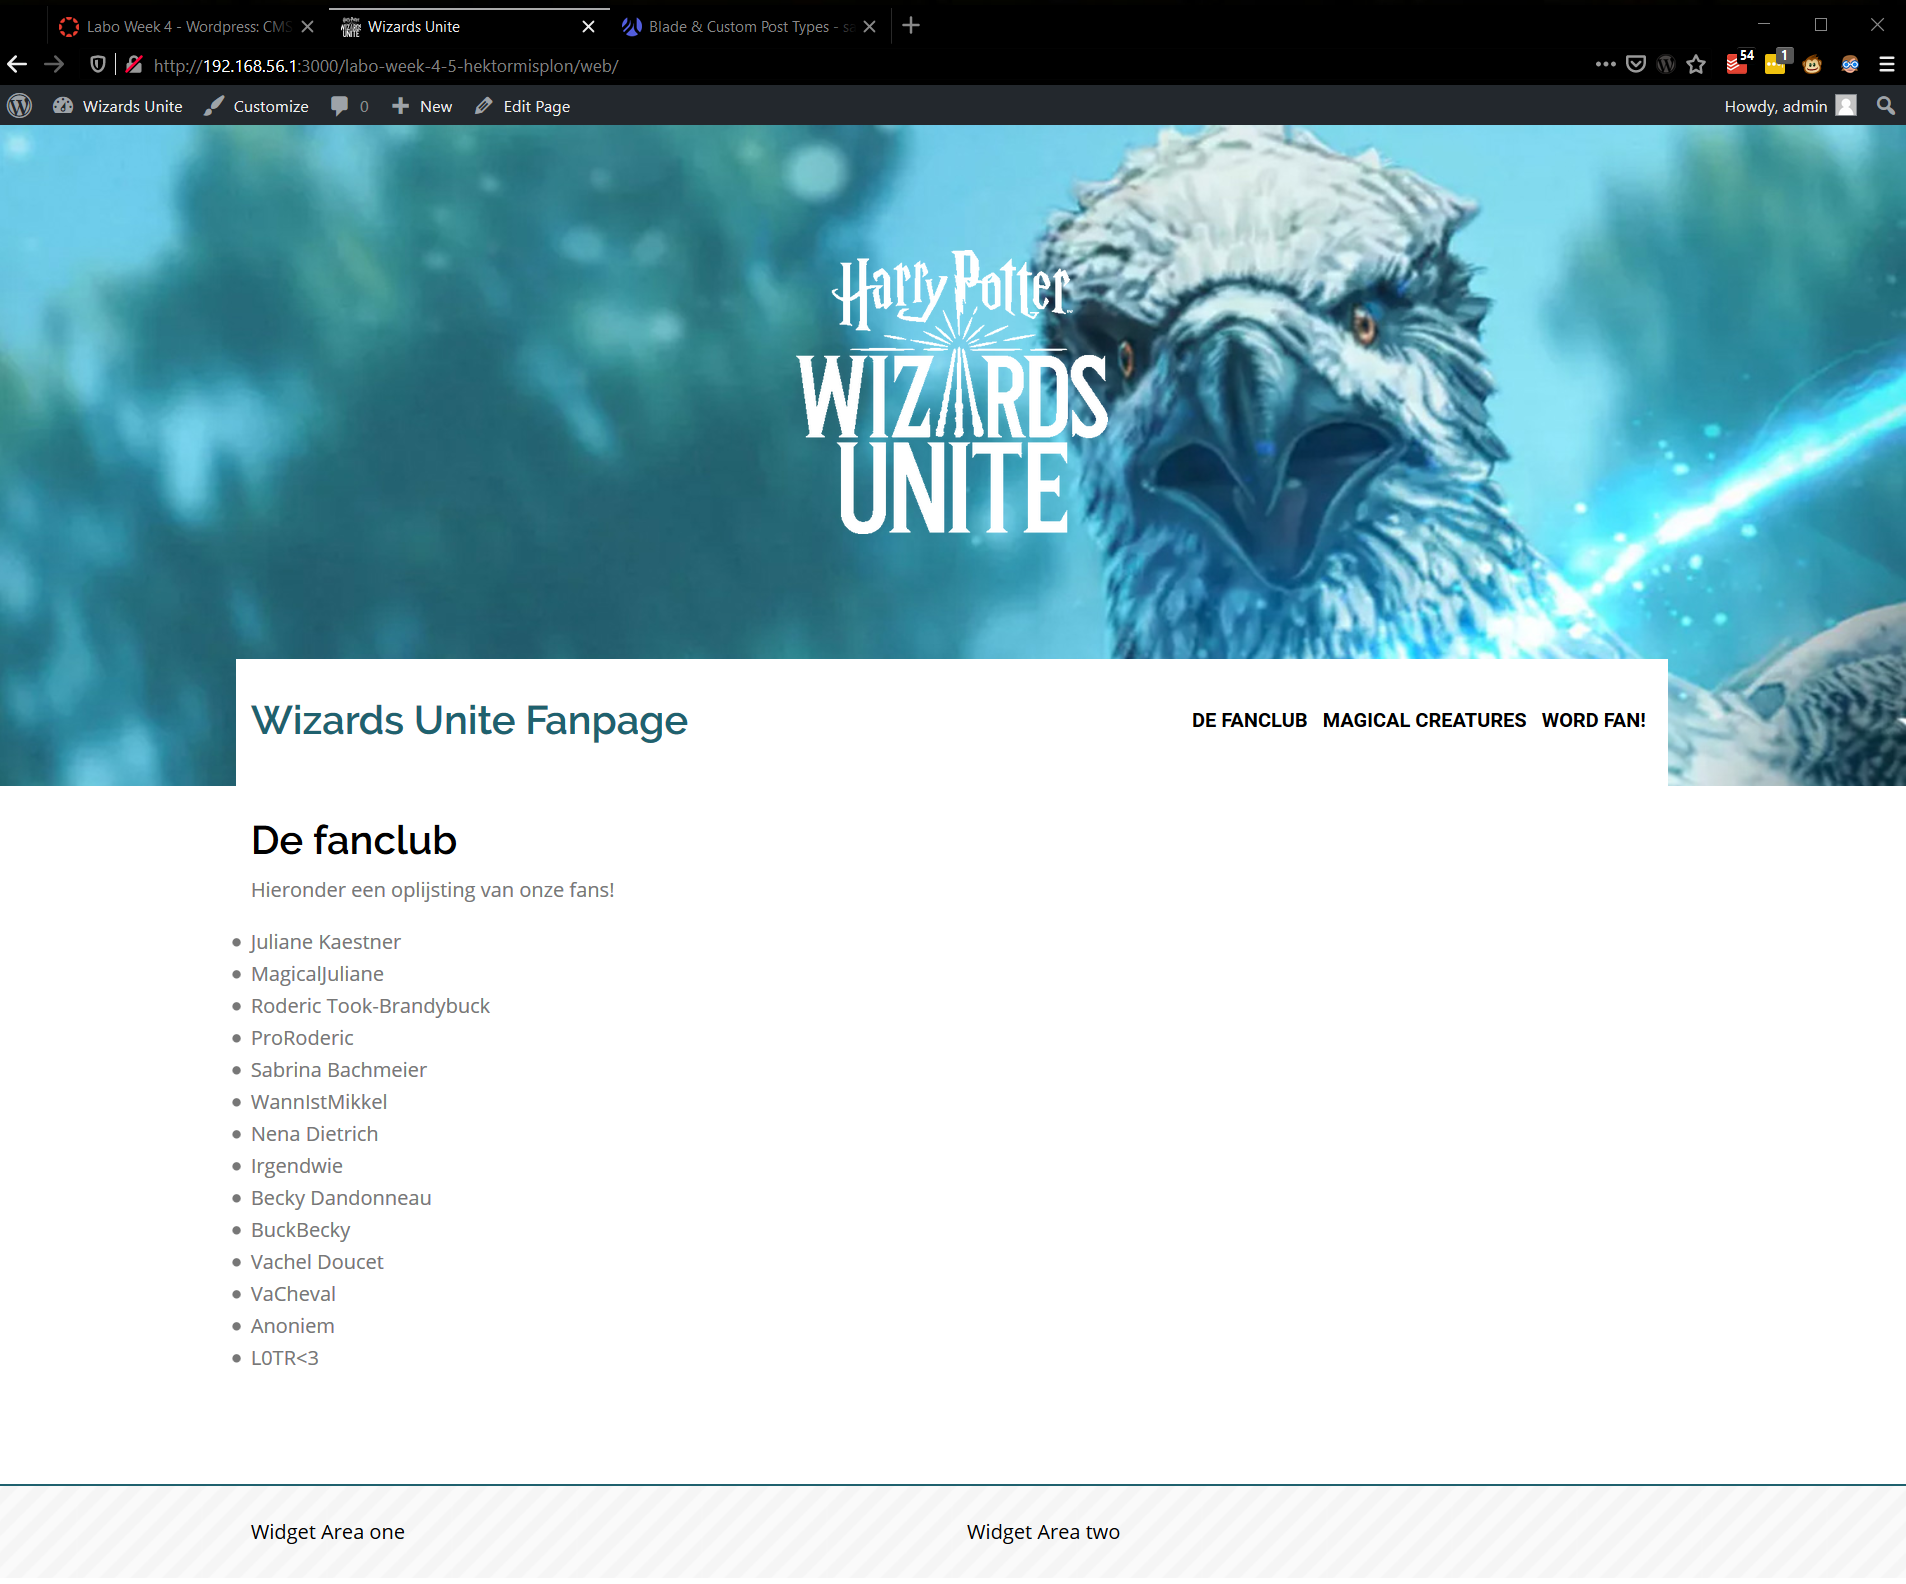 Labo Week 4 - Wordpress: CMS
Wizards Unite
Blade & Custom Post Types - sa
http://192.168.56.1:3000/labo-week-4-5-hektormisplon/web/
54
1
Wizards Unite
Customize
0
New
Edit Page
Howdy, admin
Harry Potter
WIZARDS
UNITE
Wizards Unite Fanpage
DE FANCLUB MAGICAL CREATURES WORD FAN!
De fanclub
Hieronder een oplijsting van onze fans!
Juliane Kaestner
MagicalJuliane
Roderic Took-Brandybuck
ProRoderic
Sabrina Bachmeier
WannIstMikkel
Nena Dietrich
Irgendwie
Becky Dandonneau
BuckBecky
Vachel Doucet
VaCheval
Anoniem
L0TR<3
Widget Area one
Widget Area two